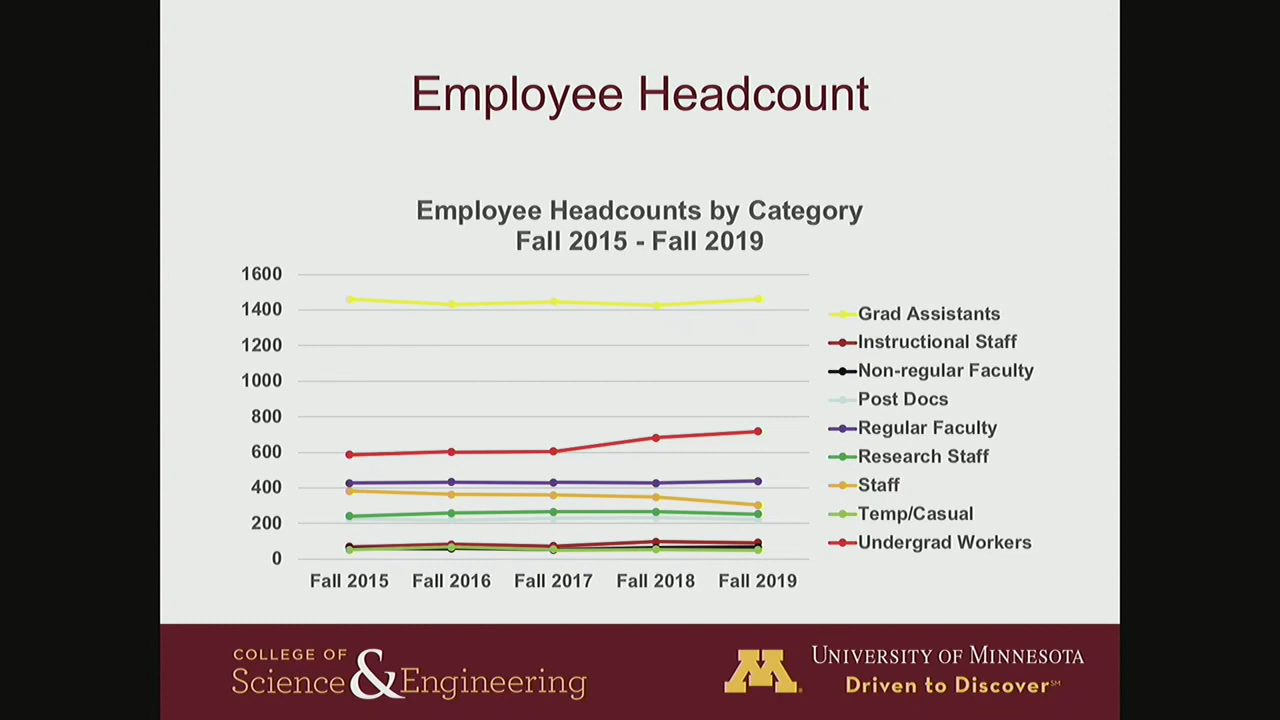 Employee Headcount
Employee Headcounts by Category
Fall 2015 - Fall 2019
1600
1400
1200
1000
800
600
400
200
0
Fall 2015 Fall 2016 Fall 2017 Fall 2018 Fall 2019
Grad Assistants
Instructional Staff
Non-regular Faculty
Post Docs
Regular Faculty
Research Staff
Staff
Temp/Casual
Undergrad Workers
COLLEGE OF
Science & Engineering
M
UNIVERSITY OF MINNESOTA
Driven to Discover℠